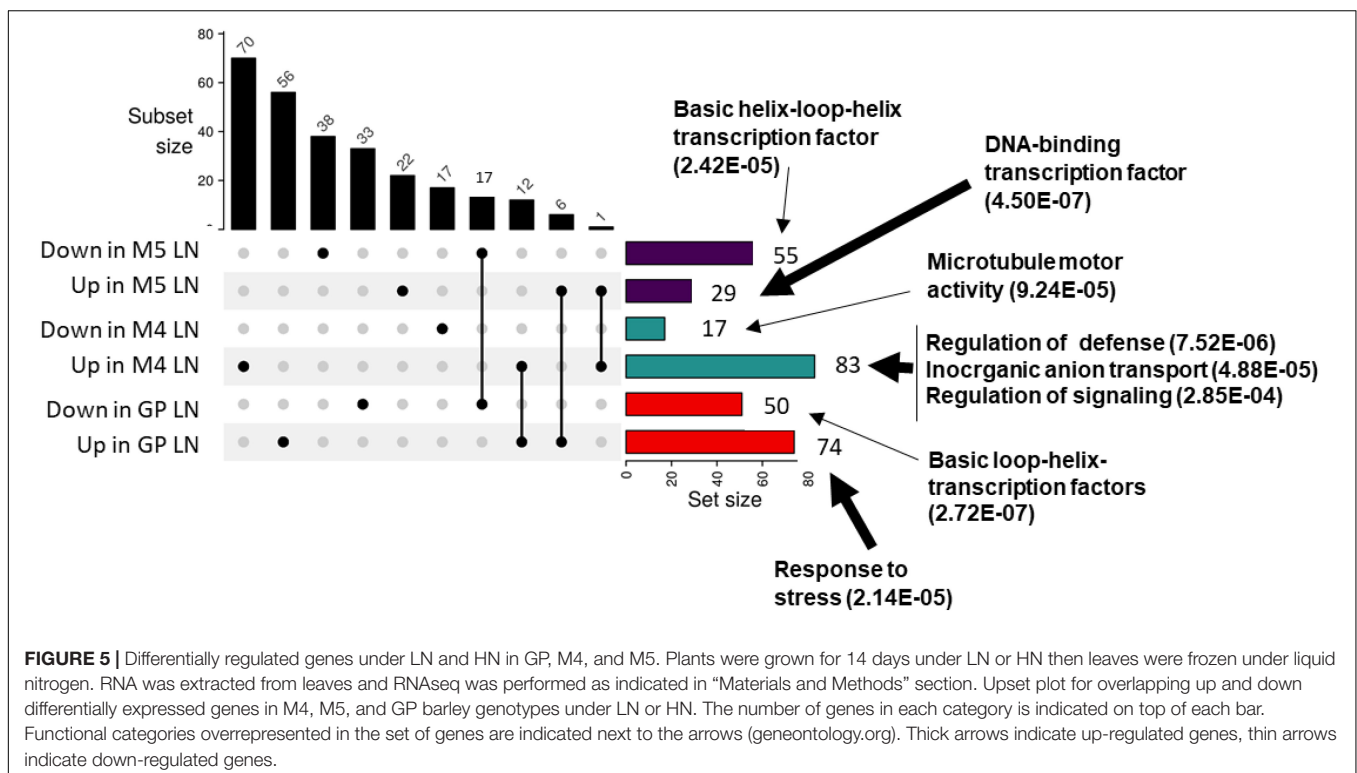 80
60
40
20
-
Subset
size
70
56
38
33
22
17
17
12
6
1
Down in M5 LN
Up in M5 LN
Down in M4 LN
Up in M4 LN
Down in GP LN
Up in GP LN
55
29
17
83
50
74
0
20
40
60
80
Set size
Basic helix-loop-helix
transcription factor
(2.42E-05)
DNA-binding
transcription factor
(4.50E-07)
Microtubule motor
activity (9.24E-05)
Regulation of defense (7.52E-06)
Inocrganic anion transport (4.88E-05)
Regulation of signaling (2.85E-04)
Basic loop-helix-
transcription factors
(2.72E-07)
Response to
stress (2.14E-05)
FIGURE 5 | Differentially regulated genes under LN and HN in GP, M4, and M5. Plants were grown for 14 days under LN or HN then leaves were frozen under liquid
nitrogen. RNA was extracted from leaves and RNAseq was performed as indicated in “Materials and Methods” section. Upset plot for overlapping up and down
differentially expressed genes in M4, M5, and GP barley genotypes under LN or HN. The number of genes in each category is indicated on top of each bar.
Functional categories overrepresented in the set of genes are indicated next to the arrows (geneontology.org). Thick arrows indicate up-regulated genes, thin arrows
indicate down-regulated genes.